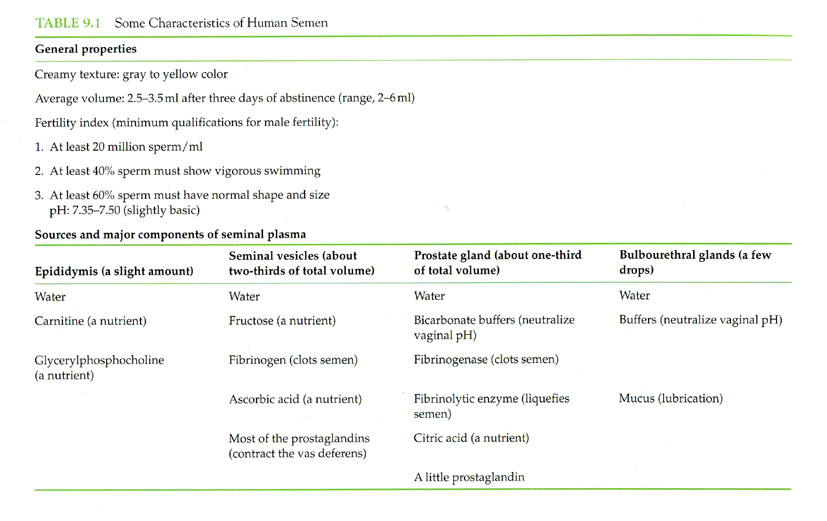 TABLE 9.1 Some Characteristics of Human Semen
General properties
Creamy texture: gray to yellow color
Average volume: 2.5–3.5 ml after three days of abstinence (range, 2–6 ml)
Fertility index (minimum qualifications for male fertility):
1. At least 20 million sperm/ml
2. At least 40% sperm must show vigorous swimming
3. At least 60% sperm must have normal shape and size
pH: 7.35–7.50 (slightly basic)
Sources and major components of seminal plasma
Epididymis (a slight amount)
Seminal vesicles (about
two-thirds of total volume)
Prostate gland (about one-third
of total volume)
Bulbourethral glands (a few
drops)
Water
Water
Water
Water
Carnitine (a nutrient)
Fructose (a nutrient)
Bicarbonate buffers (neutralize
vaginal pH)
Buffers (neutralize vaginal pH)
Glycerylphosphocholine
(a nutrient)
Fibrinogen (clots semen)
Fibrinogenase (clots semen)
Ascorbic acid (a nutrient)
Fibrinolytic enzyme (liquefies
semen)
Mucus (lubrication)
Most of the prostaglandins
(contract the vas deferens)
Citric acid (a nutrient)
A little prostaglandin